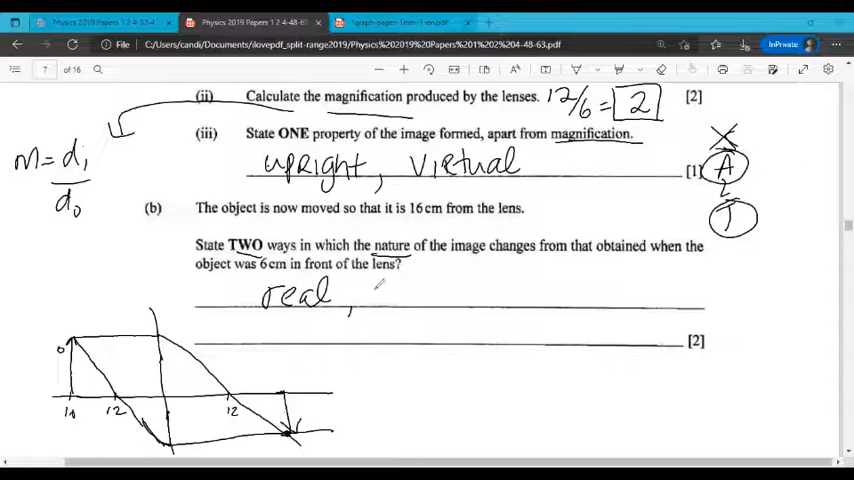 Physics 2019 Papers 1 2 4-33-4
Physics 2019 Papers 1 2 4-48-63
graph-paper-1mm-1-en.pdf
File C:/Users/candi/Documents/ilovepdf_split-range2019/Physics%202019%20Papers%201%202%204-48-63.pdf
InPrivate
7 of 16
(ii) Calculate the magnification produced by the lenses. 12/6 = 2 [2]
(iii) State ONE property of the image formed, apart from magnification.
m = di
do
upright, virtual [1]
X
A
T
(b) The object is now moved so that it is 16 cm from the lens.
State TWO ways in which the nature of the image changes from that obtained when the
object was 6 cm in front of the lens?
real,
[2]
O
12
12